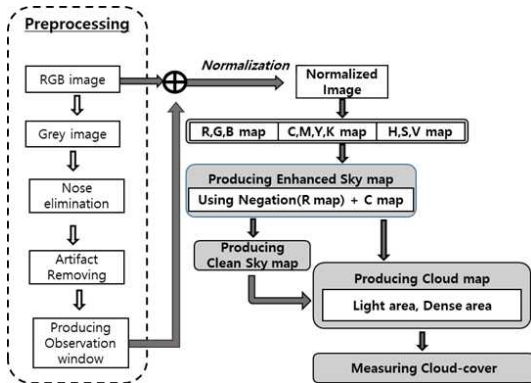 Preprocessing
RGB image
Grey image
Nose elimination
Artifact Removing
Producing
Observation
window
Normalization
Normalized
Image
R,G,B map
C,M,Y,K map
H,S,V map
Producing Enhanced Sky map
Using Negation(R map) + C map
Producing
Clean Sky map
Producing Cloud map
Light area, Dense area
Measuring Cloud-cover